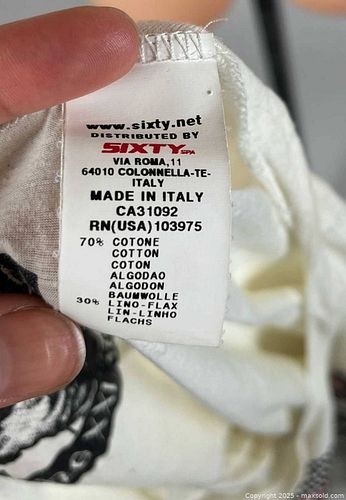 www.sixty.net
DISTRIBUTED BY
SIXTY SPA
VIA ROMA,11
64010 COLONNELLA-TE-
ITALY
MADE IN ITALY
CA31092
RN(USA)103975
70% COTONE
COTTON
COTON
ALGODAO
ALGODON
BAUMWOLLE
30% LINO-FLAX
LIN-LINHO
FLACHS
Copyright 2025 - maxsold.com